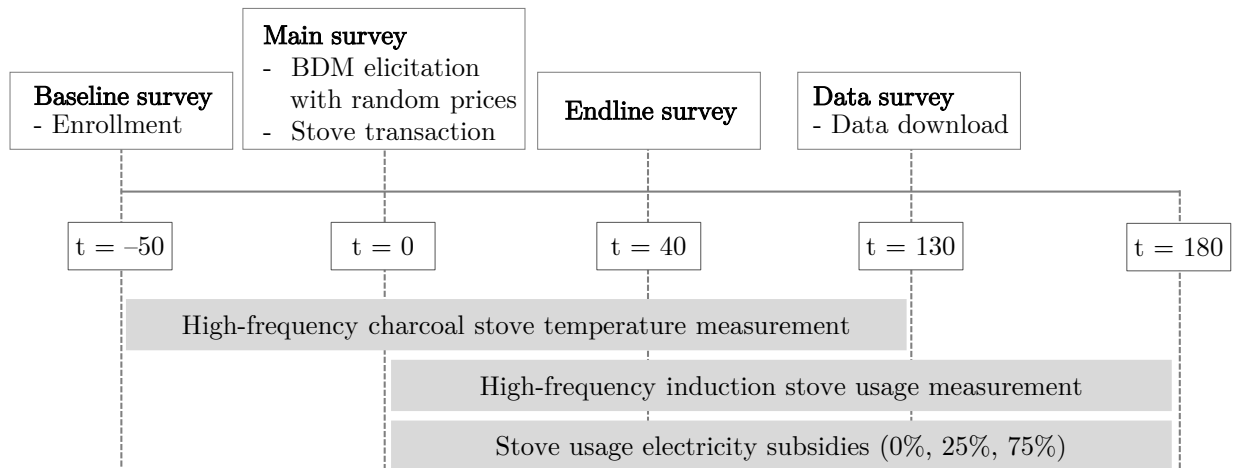 Baseline survey
- Enrollment
Main survey
- BDM elicitation
with random prices
- Stove transaction
Endline survey
Data survey
- Data download
t = –50
t = 0
t = 40
t = 130
t = 180
High-frequency charcoal stove temperature measurement
High-frequency induction stove usage measurement
Stove usage electricity subsidies (0%, 25%, 75%)